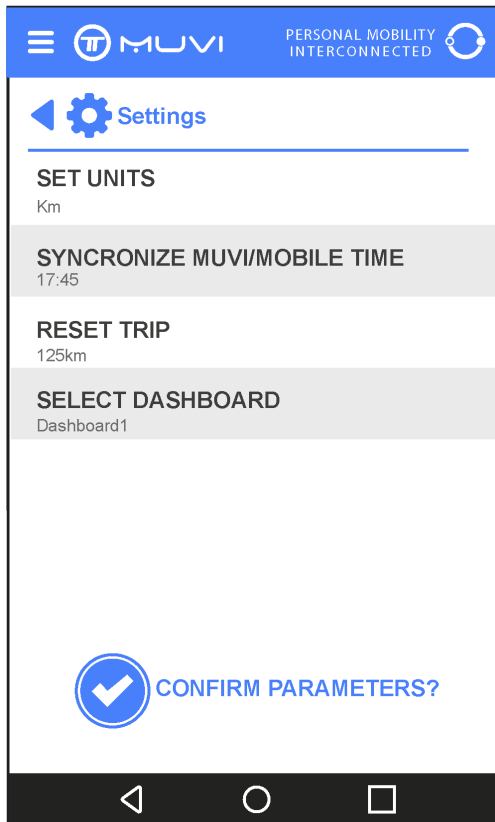 MUVI
PERSONAL MOBILITY
INTERCONNECTED
Settings
SET UNITS
Km
SYNCRONIZE MUVI/MOBILE TIME
17:45
RESET TRIP
125km
SELECT DASHBOARD
Dashboard1
CONFIRM PARAMETERS?